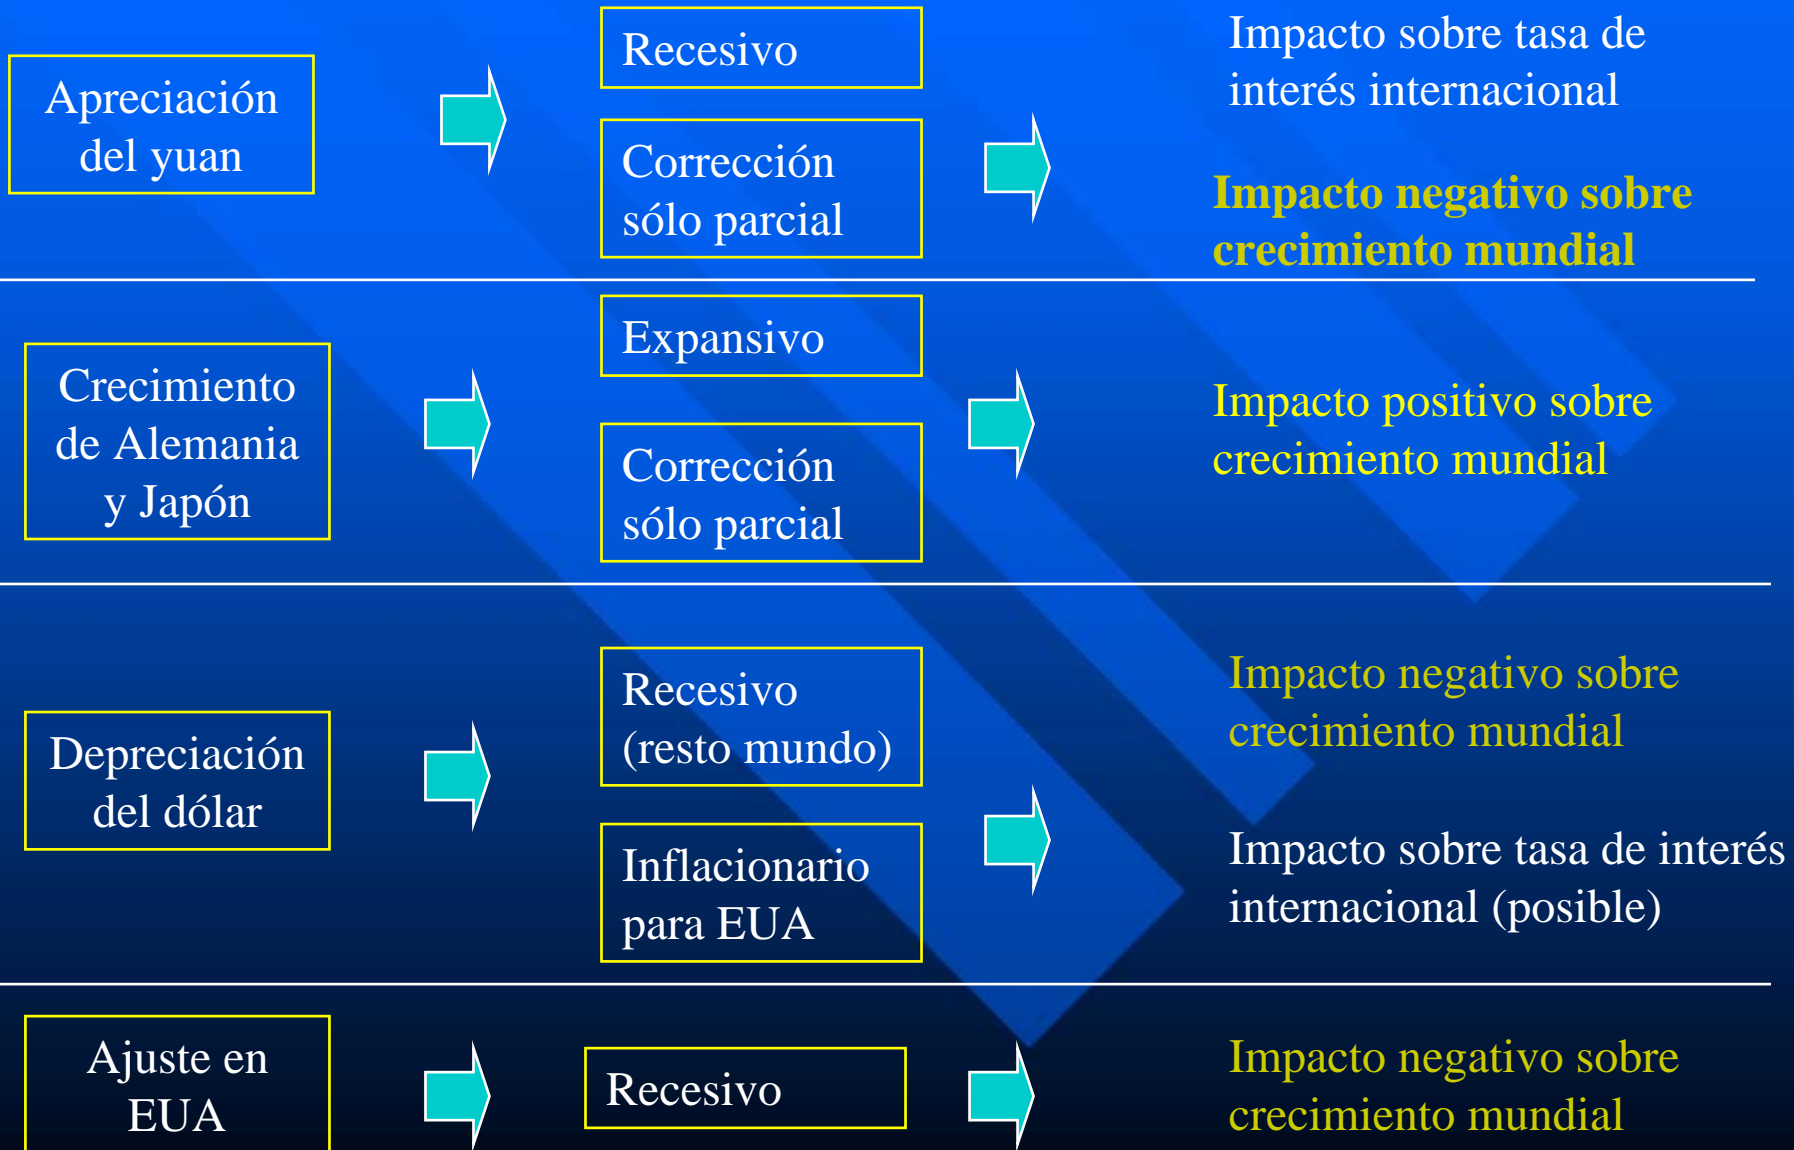 Apreciación
del yuan
Recesivo
Corrección
sólo parcial
Impacto sobre tasa de
interés internacional
Impacto negativo sobre
crecimiento mundial
Crecimiento
de Alemania
y Japón
Expansivo
Corrección
sólo parcial
Impacto positivo sobre
crecimiento mundial
Depreciación
del dólar
Recesivo
(resto mundo)
Inflacionario
para EUA
Impacto negativo sobre
crecimiento mundial
Impacto sobre tasa de interés
internacional (posible)
Ajuste en
EUA
Recesivo
Impacto negativo sobre
crecimiento mundial